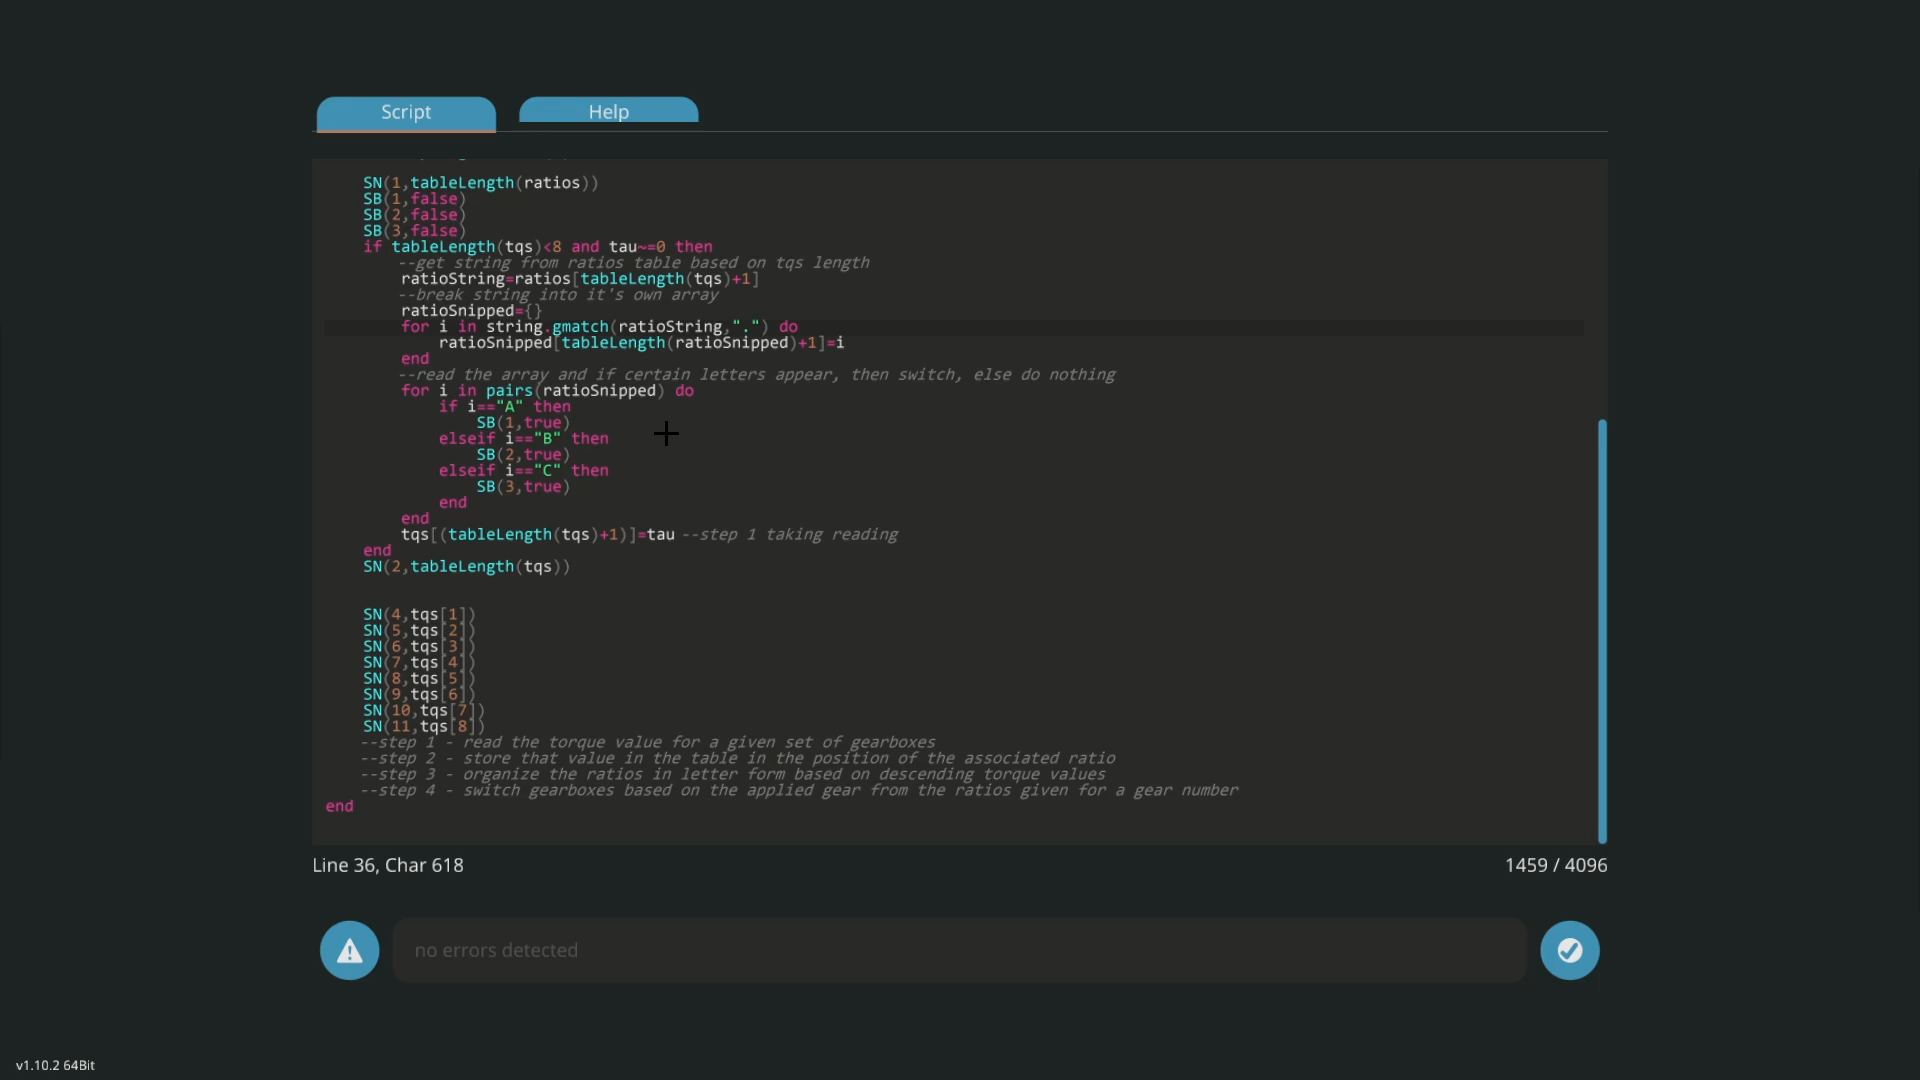 Script
Help
SN(1,tableLength(ratios))
SB(1,false)
SB(2,false)
SB(3,false)
if tableLength(tqs)<8 and tau~=0 then
--get string from ratios table based on tqs length
ratioString=ratios[tableLength(tqs)+1]
--break string into it's own array
ratioSnipped={}
for i in string.gmatch(ratioString,".") do
ratioSnipped[tableLength(ratioSnipped)+1]=i
end
--read the array and if certain letters appear, then switch, else do nothing
for i in pairs(ratioSnipped) do
if i=="A" then
SB(1,true)
elseif i=="B" then
SB(2,true)
elseif i=="C" then
SB(3,true)
end
end
tqs[(tableLength(tqs)+1)]=tau --step 1 taking reading
end
SN(2,tableLength(tqs))
SN(4,tqs[1])
SN(5,tqs[2])
SN(6,tqs[3])
SN(7,tqs[4])
SN(8,tqs[5])
SN(9,tqs[6])
SN(10,tqs[7])
SN(11,tqs[8])
--step 1 - read the torque value for a given set of gearboxes
--step 2 - store that value in the table in the position of the associated ratio
--step 3 - organize the ratios in letter form based on descending torque values
--step 4 - switch gearboxes based on the applied gear from the ratios given for a gear number
end
Line 36, Char 618
1459 / 4096
no errors detected
v1.10.2 64Bit